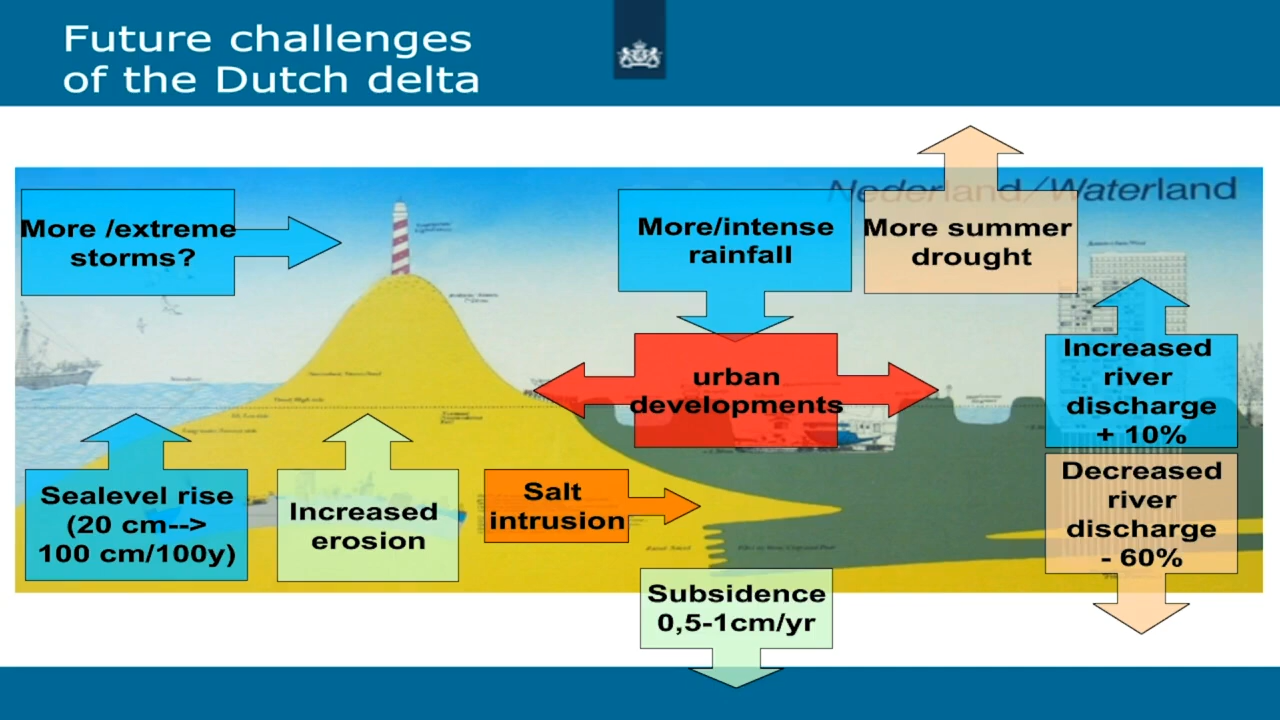 Future challenges
of the Dutch delta
Nederland/Waterland
More /extreme
storms?
More/intense
rainfall
More summer
drought
urban
developments
Increased
river
discharge
+ 10%
Sealevel rise
(20 cm-->
100 cm/100y)
Increased
erosion
Salt
intrusion
Decreased
river
discharge
- 60%
Subsidence
0,5-1cm/yr